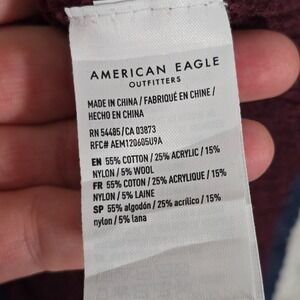 AMERICAN EAGLE
OUTFITTERS
MADE IN CHINA / FABRIQUÉ EN CHINE /
HECHO EN CHINA
RN 54485/CA 03873
RFC# AEM120605U9A
EN 55% COTTON / 25% ACRYLIC / 15%
NYLON / 5% WOOL
FR 55% COTON / 25% ACRYLIQUE / 15%
NYLON / 5% LAINE
SP 55% algodón / 25% acrílico / 15%
nylon / 5% lana